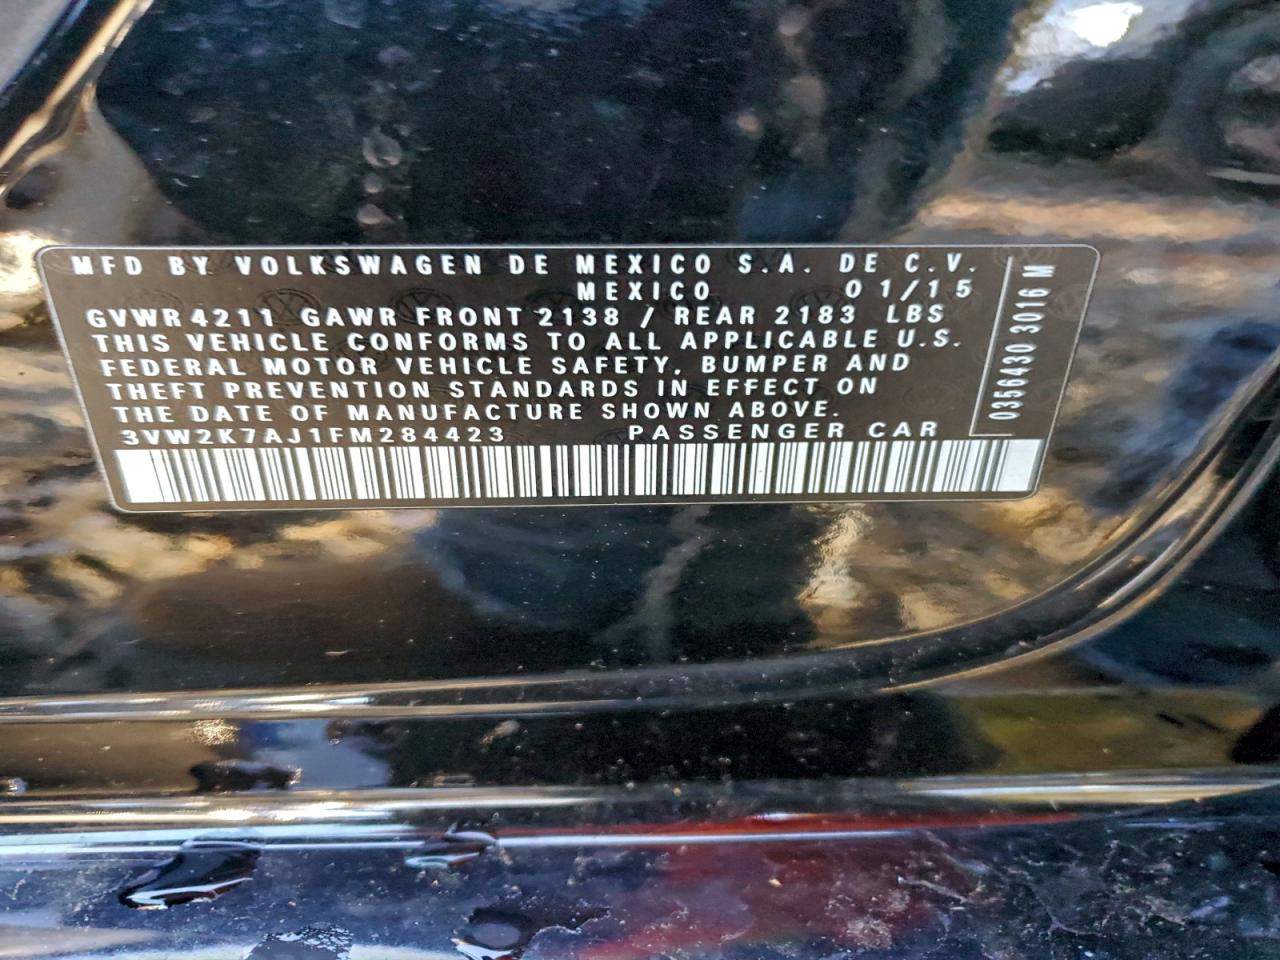 MFD BY VOLKSWAGEN DE MEXICO S.A. DE C.V.
MEXICO 01/15
GVWR 4211 GAWR FRONT 2138 / REAR 2183 LBS
THIS VEHICLE CONFORMS TO ALL APPLICABLE U.S.
FEDERAL MOTOR VEHICLE SAFETY, BUMPER AND
THEFT PREVENTION STANDARDS IN EFFECT ON
THE DATE OF MANUFACTURE SHOWN ABOVE.
3VW2K7AJ1FM284423 PASSENGER CAR
0356430 3016 M